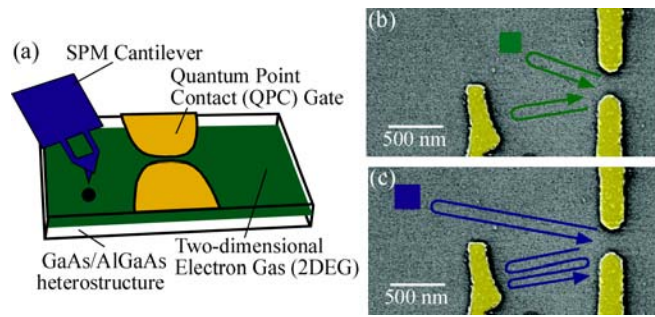 (a)
SPM Cantilever
Quantum Point
Contact (QPC) Gate
Two-dimensional
Electron Gas (2DEG)
GaAs/AlGaAs
heterostructure
(b)
500 nm
(c)
500 nm